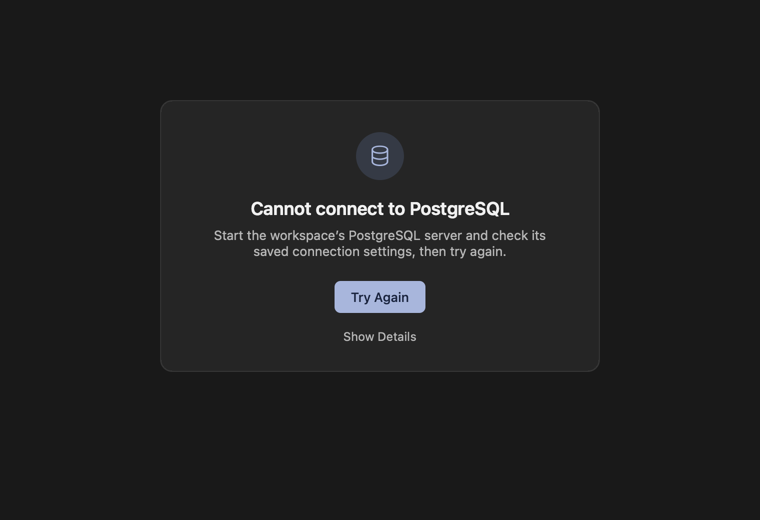 Cannot connect to PostgreSQL
Start the workspace’s PostgreSQL server and check its
saved connection settings, then try again.
Try Again
Show Details